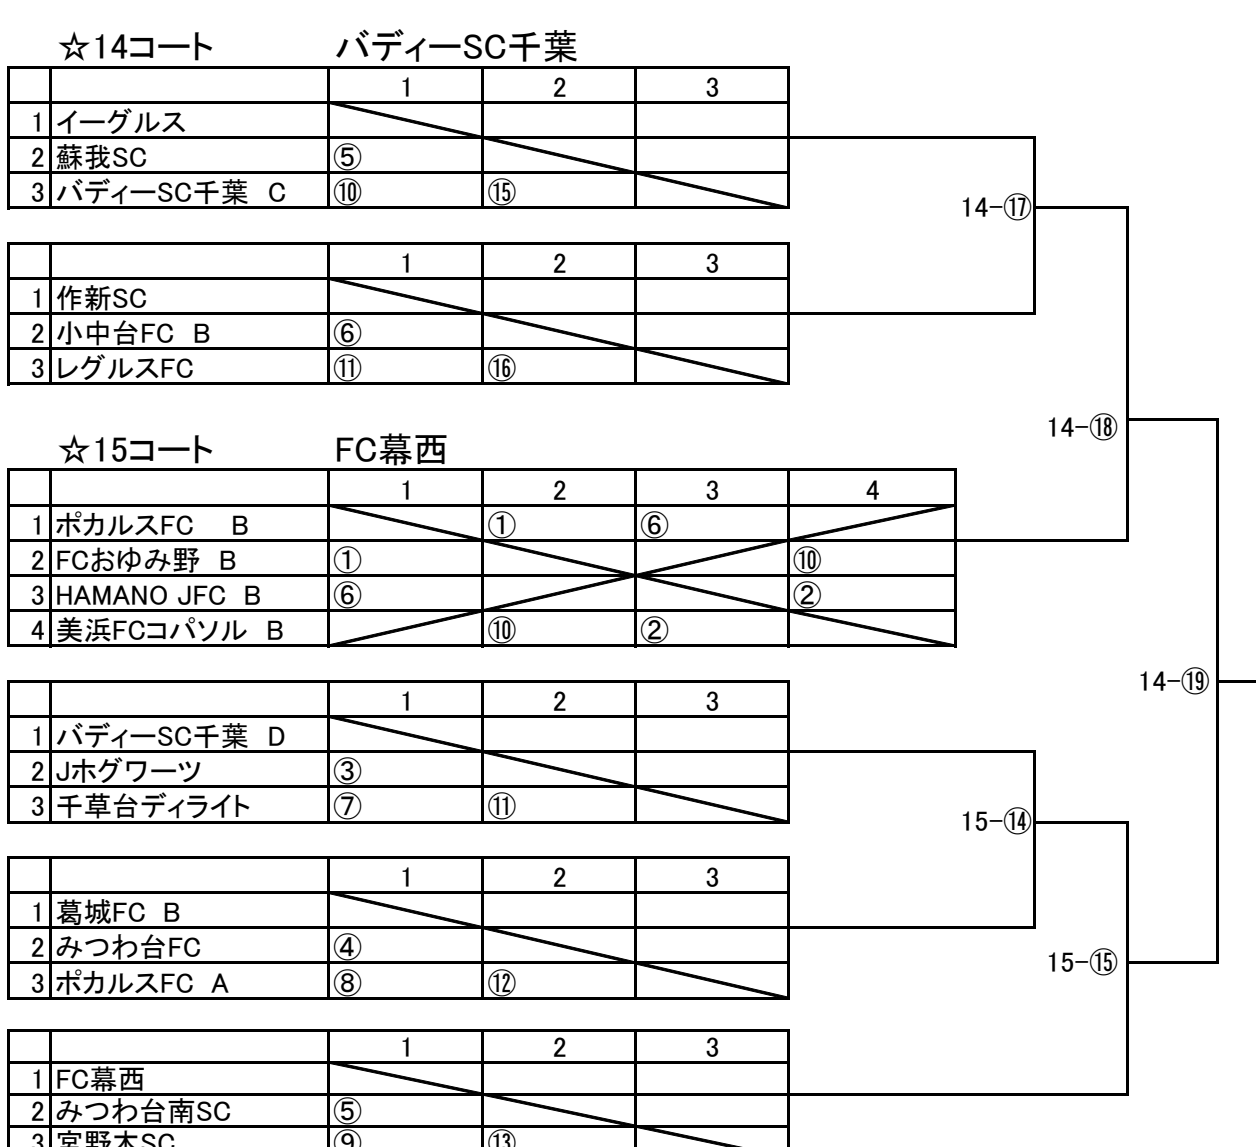 ☆14コート バディーSC千葉
1 2 3
1 イーグルス
2 蘇我SC ⑤
3 バディーSC千葉 C ⑩ ⑮
14-⑰
1 2 3
1 作新SC
2 小中台FC B ⑥
3 レグルスFC ⑪ ⑯
14-⑱
☆15コート FC幕西
1 2 3 4
1 ポカルスFC B ① ⑥
2 FCおゆみ野 B ① ⑩
3 HAMANO JFC B ⑥ ②
4 美浜FCコパソル B ⑩ ②
14-⑲
1 2 3
1 バディーSC千葉 D
2 Jホグワーツ ③
3 千草台ディライト ⑦ ⑪
15-⑭
1 2 3
1 葛城FC B
2 みつわ台FC ④
3 ポカルスFC A ⑧ ⑫
15-⑮
1 2 3
1 FC幕西
2 みつわ台南SC ⑤
3 宮野木SC ⑨ ⑬